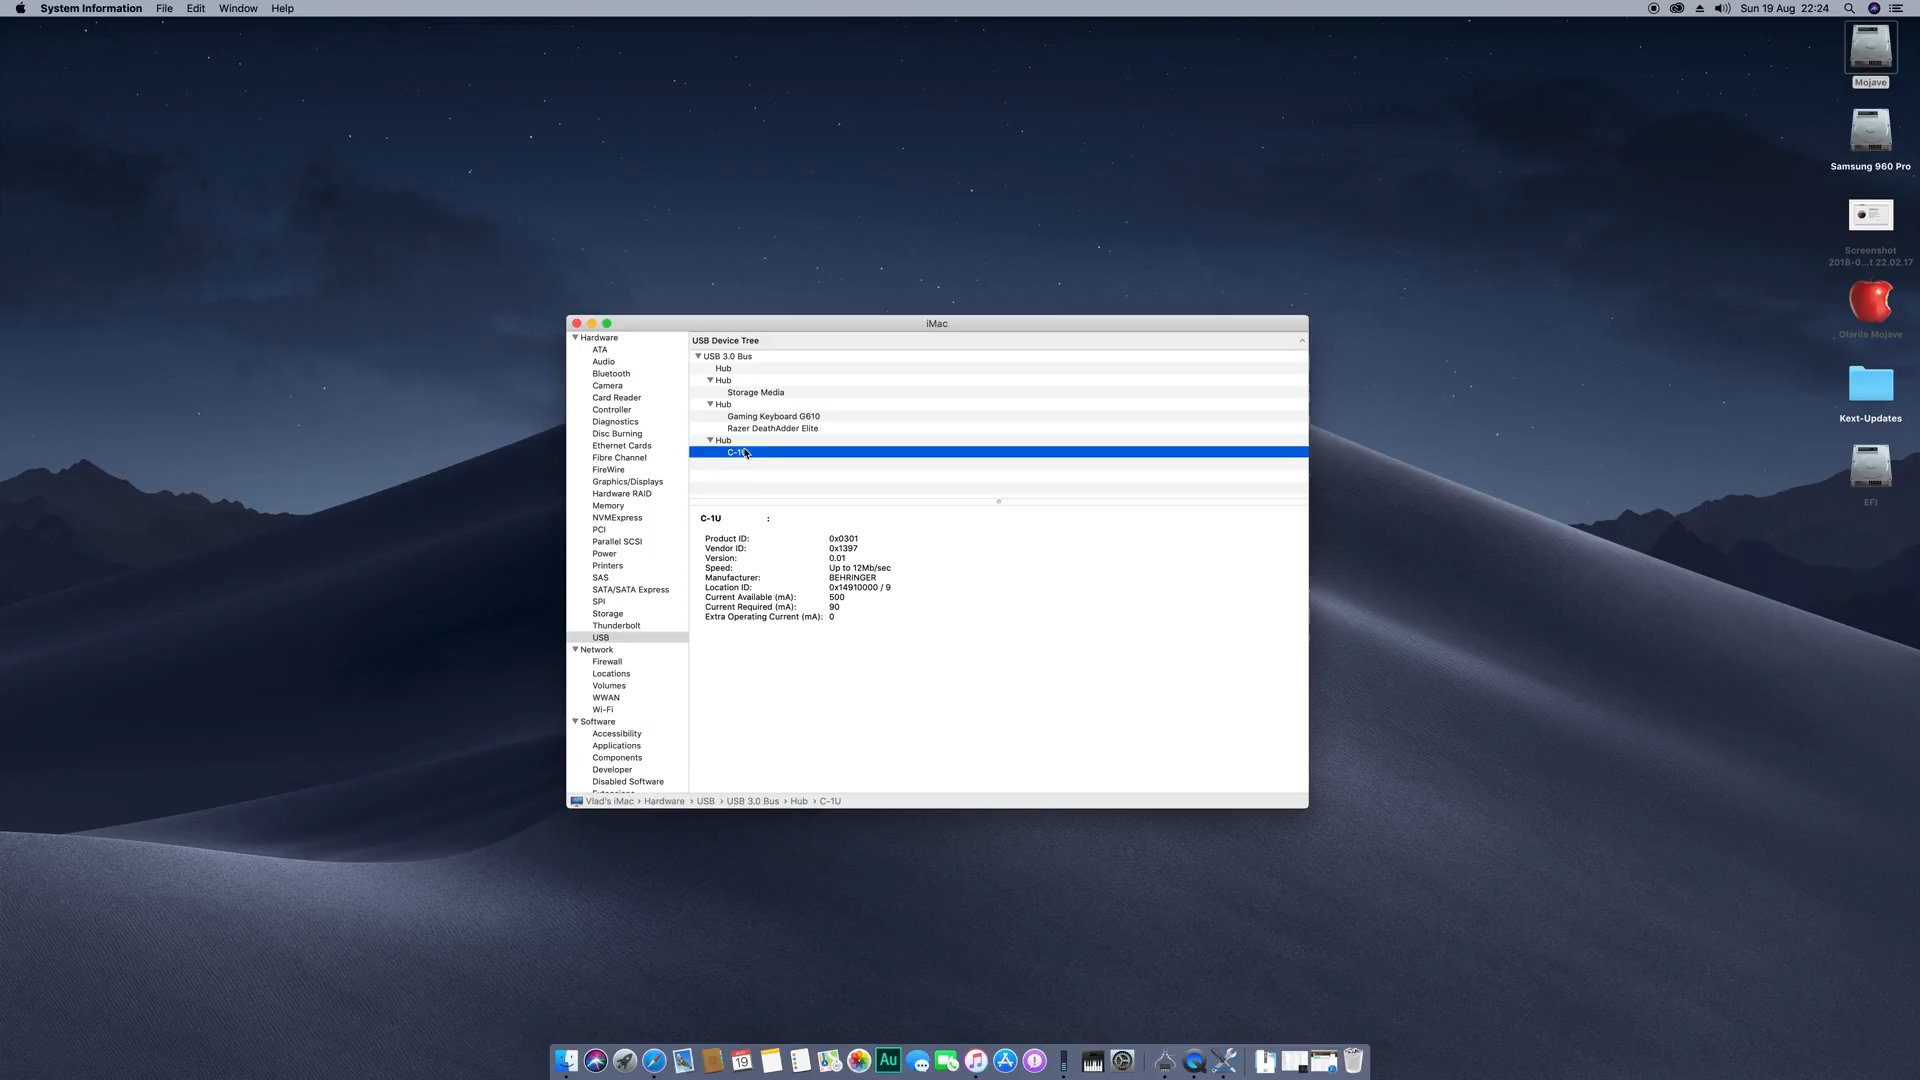 System Information File Edit Window Help
Sun 19 Aug 22:24
Mojave
Samsung 960 Pro
Screenshot
2018-0...t 22.02.17
Olarila Mojave
Kext-Updates
EFI
iMac
Hardware
ATA
Audio
Bluetooth
Camera
Card Reader
Controller
Diagnostics
Disc Burning
Ethernet Cards
Fibre Channel
FireWire
Graphics/Displays
Hardware RAID
Memory
NVMExpress
PCI
Parallel SCSI
Power
Printers
SAS
SATA/SATA Express
SPI
Storage
Thunderbolt
USB
Network
Firewall
Locations
Volumes
WWAN
Wi-Fi
Software
Accessibility
Applications
Components
Developer
Disabled Software
USB Device Tree
USB 3.0 Bus
Hub
Hub
Storage Media
Hub
Gaming Keyboard G610
Razer DeathAdder Elite
Hub
C-1U
C-1U :
Product ID: 0x0301
Vendor ID: 0x1397
Version: 0.01
Speed: Up to 12Mb/sec
Manufacturer: BEHRINGER
Location ID: 0x14910000 / 9
Current Available (mA): 500
Current Required (mA): 90
Extra Operating Current (mA): 0
Vlad's iMac › Hardware › USB › USB 3.0 Bus › Hub › C-1U
19
Au